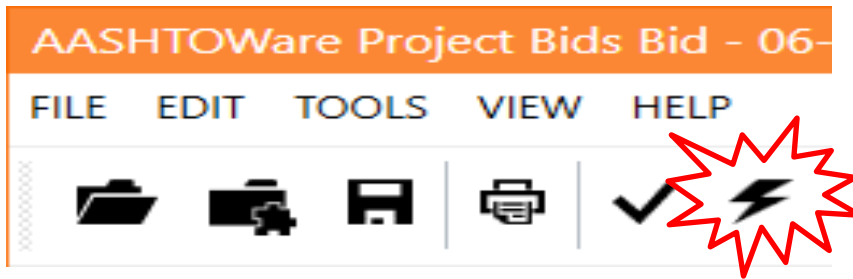 AASHTOWare Project Bids Bid - 06-
FILE EDIT TOOLS VIEW HELP